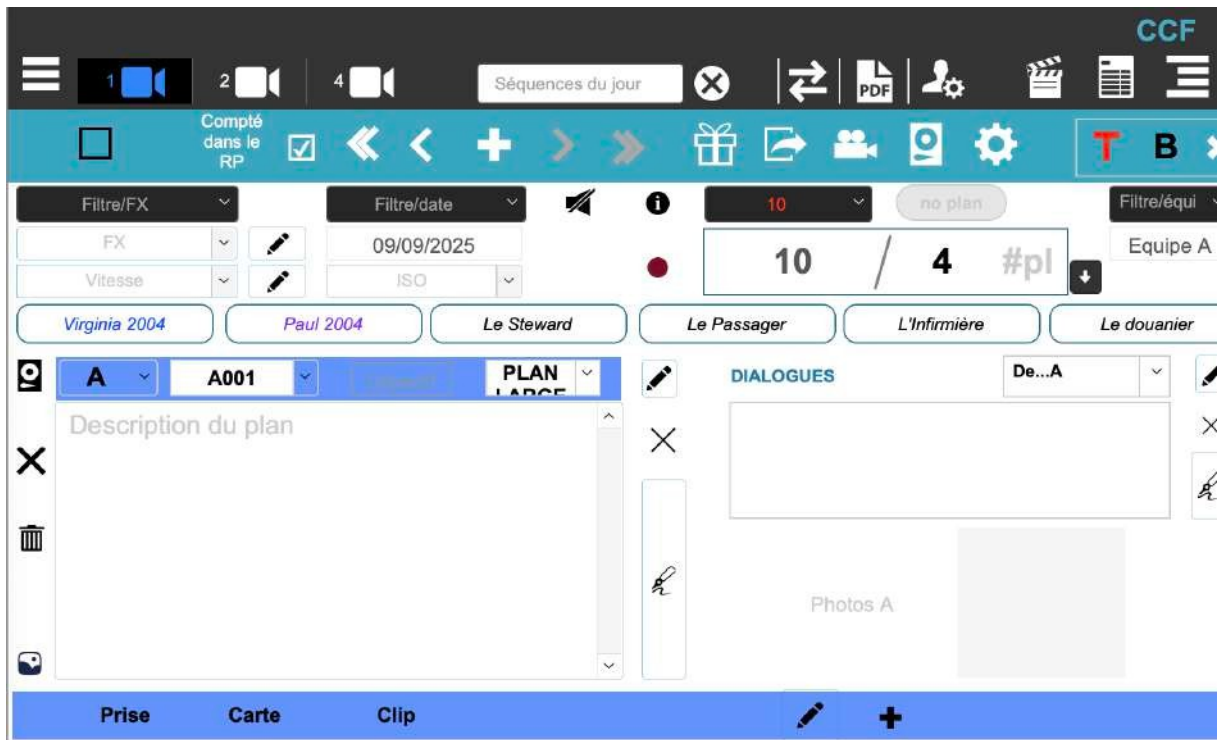 CCF
1
2
4
Séquences du jour
PDF
Compté
dans le
RP
T B
Filtre/FX
Filtre/date
10
no plan
Filtre/équi
FX
09/09/2025
10 / 4 #pl
Equipe A
Vitesse
ISO
Virginia 2004
Paul 2004
Le Steward
Le Passager
L'Infirmière
Le douanier
A
A001
PLAN
LARGE
DIALOGUES
De...A
Description du plan
Photos A
Prise
Carte
Clip